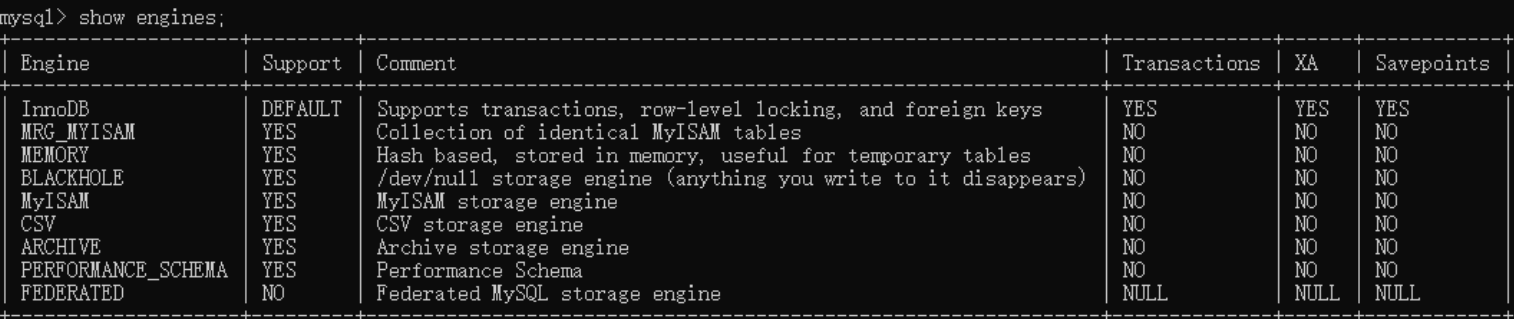 mysql> show engines;
+--------------------+---------+----------------------------------------------------------------+--------------+------+------------+
| Engine | Support | Comment | Transactions | XA | Savepoints |
+--------------------+---------+----------------------------------------------------------------+--------------+------+------------+
| InnoDB | DEFAULT | Supports transactions, row-level locking, and foreign keys | YES | YES | YES |
| MRG_MYISAM | YES | Collection of identical MyISAM tables | NO | NO | NO |
| MEMORY | YES | Hash based, stored in memory, useful for temporary tables | NO | NO | NO |
| BLACKHOLE | YES | /dev/null storage engine (anything you write to it disappears) | NO | NO | NO |
| MyISAM | YES | MyISAM storage engine | NO | NO | NO |
| CSV | YES | CSV storage engine | NO | NO | NO |
| ARCHIVE | YES | Archive storage engine | NO | NO | NO |
| PERFORMANCE_SCHEMA | YES | Performance Schema | NO | NO | NO |
| FEDERATED | NO | Federated MySQL storage engine | NULL | NULL | NULL |
+--------------------+---------+----------------------------------------------------------------+--------------+------+------------+